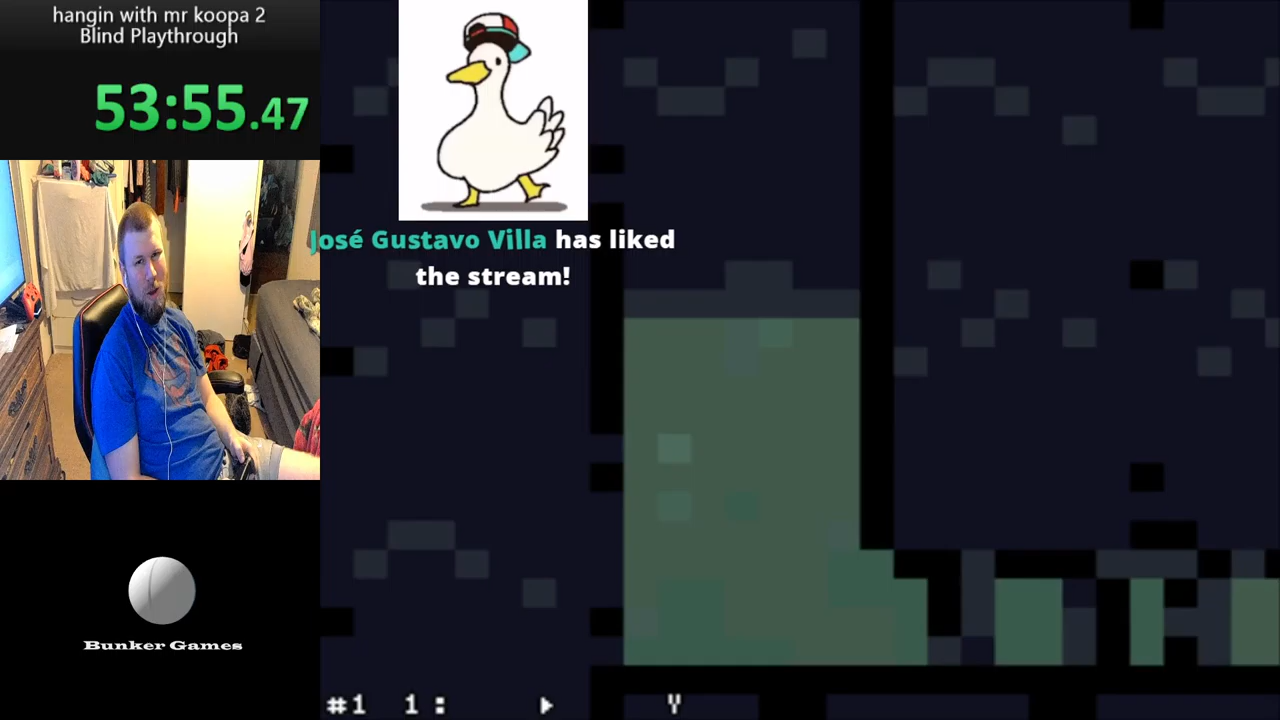 hangin with mr koopa 2
Blind Playthrough
53:55.47
José Gustavo Villa has liked
the stream!
Bunker Games
#1 1: Y